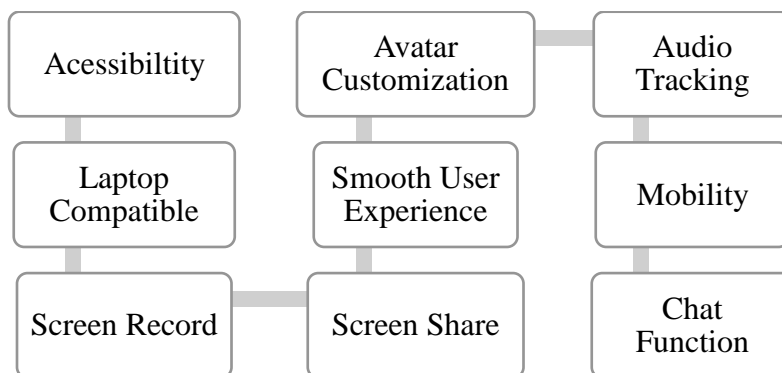 Acessibiltity
Laptop
Compatible
Screen Record
Screen Share
Smooth User
Experience
Avatar
Customization
Audio
Tracking
Mobility
Chat
Function